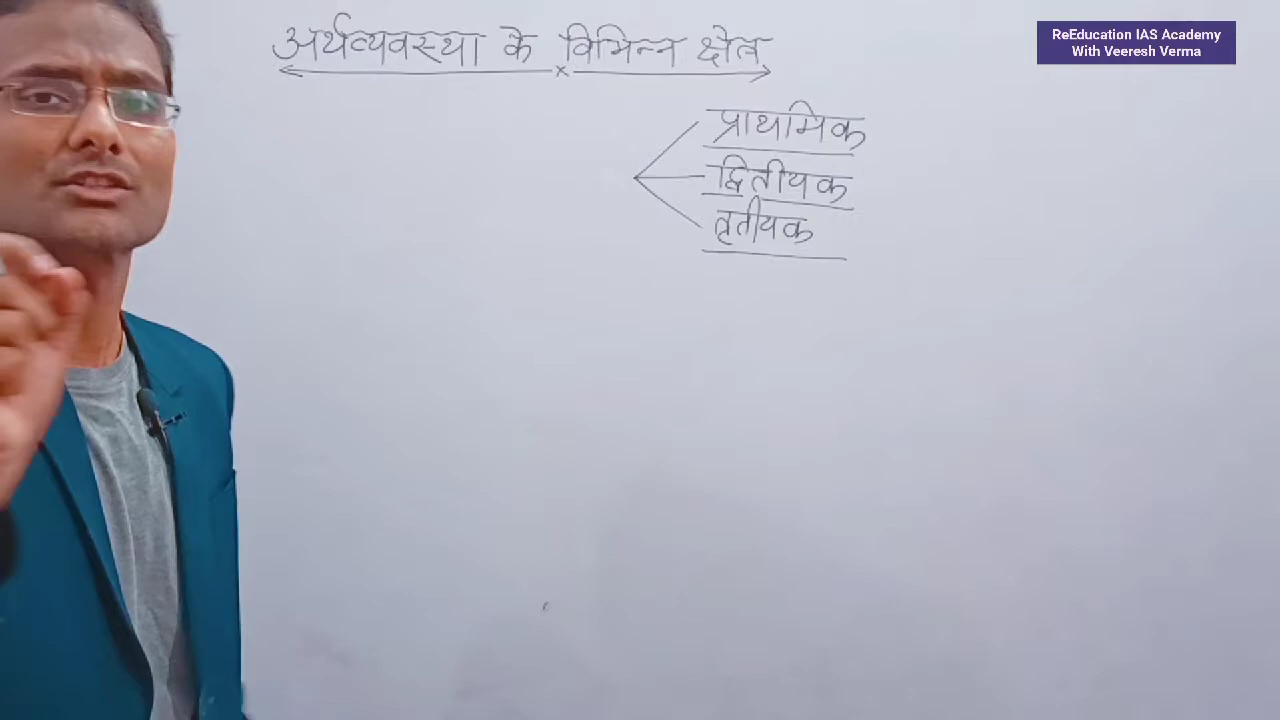 अर्थव्यवस्था के विभिन्न क्षेत्र
ReEducation IAS Academy
With Veeresh Verma
प्राथमिक
द्वितीयक
तृतीयक